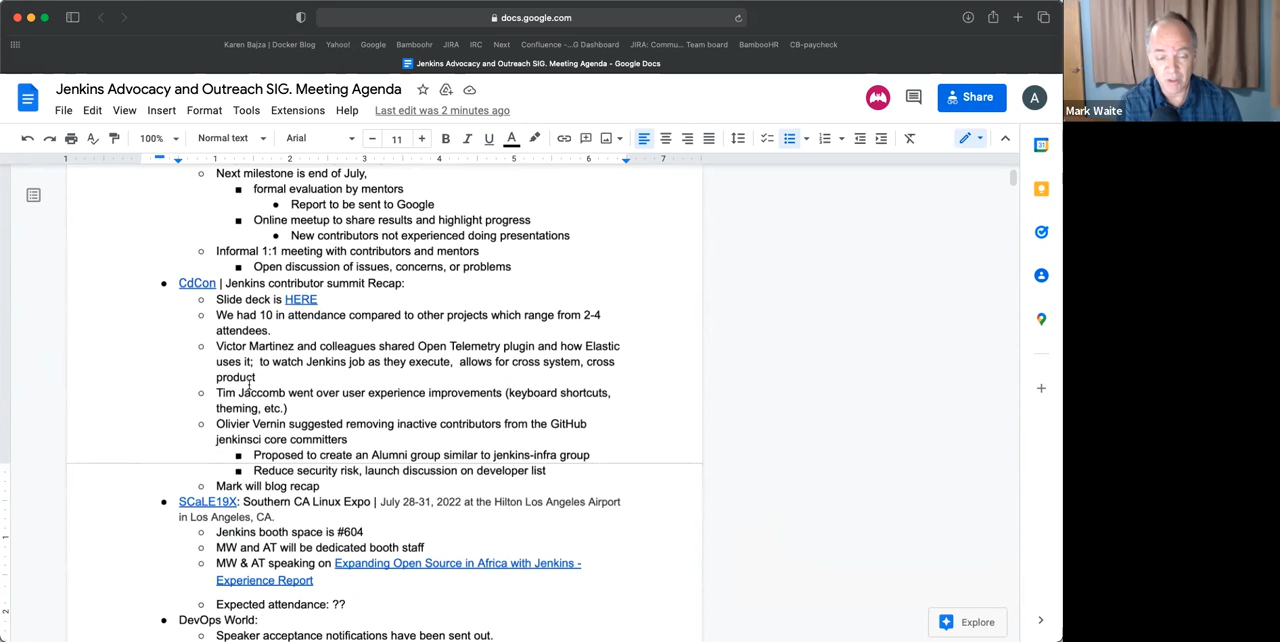 docs.google.com
Karen Bajza | Docker Blog Yahoo! Google Bamboohr JIRA IRC Next Confluence -...G Dashboard JIRA: Commu... Team board BambooHR CB-paycheck
Jenkins Advocacy and Outreach SIG. Meeting Agenda - Google Docs
Jenkins Advocacy and Outreach SIG. Meeting Agenda
Share
A
Mark Waite
File Edit View Insert Format Tools Extensions Help Last edit was 2 minutes ago
100% Normal text Arial 11 B I U A
1 1 2 3 4 5 6 7
Next milestone is end of July,
formal evaluation by mentors
Report to be sent to Google
Online meetup to share results and highlight progress
New contributors not experienced doing presentations
Informal 1:1 meeting with contributors and mentors
Open discussion of issues, concerns, or problems
CdCon | Jenkins contributor summit Recap:
Slide deck is HERE
We had 10 in attendance compared to other projects which range from 2-4
attendees.
Victor Martinez and colleagues shared Open Telemetry plugin and how Elastic
uses it; to watch Jenkins job as they execute, allows for cross system, cross
product
Tim Jaccomb went over user experience improvements (keyboard shortcuts,
theming, etc.)
Olivier Vernin suggested removing inactive contributors from the GitHub
jenkinsci core committers
Proposed to create an Alumni group similar to jenkins-infra group
Reduce security risk, launch discussion on developer list
Mark will blog recap
SCaLE19X: Southern CA Linux Expo | July 28-31, 2022 at the Hilton Los Angeles Airport
in Los Angeles, CA.
Jenkins booth space is #604
MW and AT will be dedicated booth staff
MW & AT speaking on Expanding Open Source in Africa with Jenkins -
Experience Report
Expected attendance: ??
DevOps World:
Speaker acceptance notifications have been sent out.
Explore
1
2
31